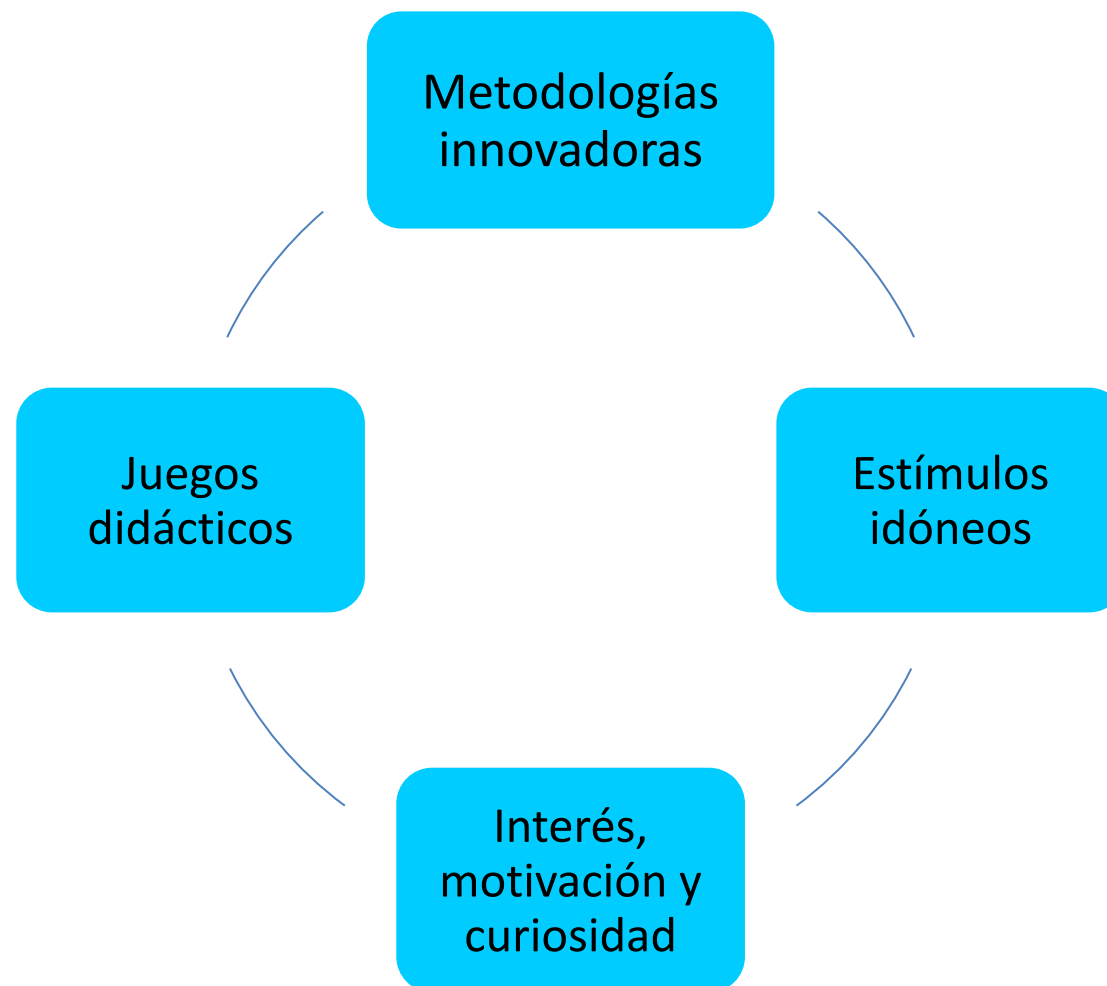 Metodologías
innovadoras
Estímulos
idóneos
Interés,
motivación y
curiosidad
Juegos
didácticos